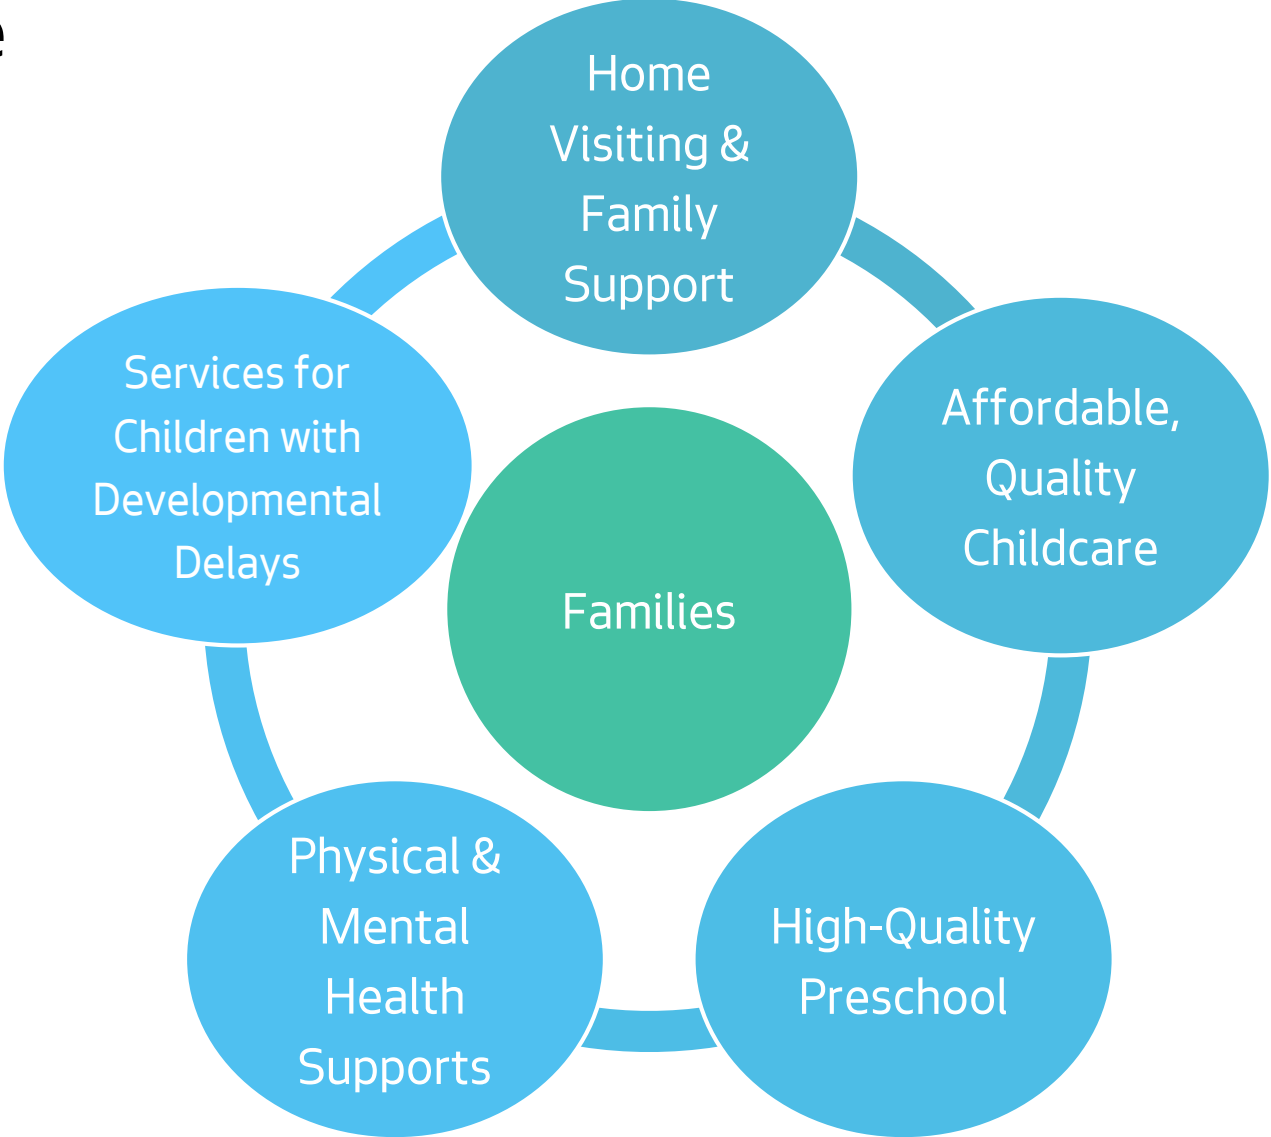 Home
Visiting &
Family
Support
Affordable,
Quality
Childcare
High-Quality
Preschool
Physical &
Mental
Health
Supports
Services for
Children with
Developmental
Delays
Families